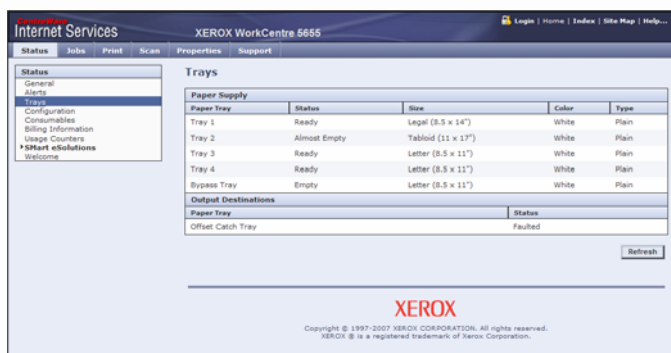 CentreWare
Internet Services
XEROX WorkCentre 5655
Login | Home | Index | Site Map | Help...
Status Jobs Print Scan Properties Support
Status
General
Alerts
Trays
Configuration
Consumables
Billing Information
Usage Counters
SMart eSolutions
Welcome
Trays
Paper Supply
Paper Tray Status Size Color Type
Tray 1 Ready Legal (8.5 x 14") White Plain
Tray 2 Almost Empty Tabloid (11 x 17") White Plain
Tray 3 Ready Letter (8.5 x 11") White Plain
Tray 4 Ready Letter (8.5 x 11") White Plain
Bypass Tray Empty Letter (8.5 x 11") White Plain
Output Destinations
Paper Tray Status
Offset Catch Tray Faulted
Refresh
XEROX
Copyright © 1997-2007 XEROX CORPORATION. All rights reserved.
XEROX ® is a registered trademark of Xerox Corporation.